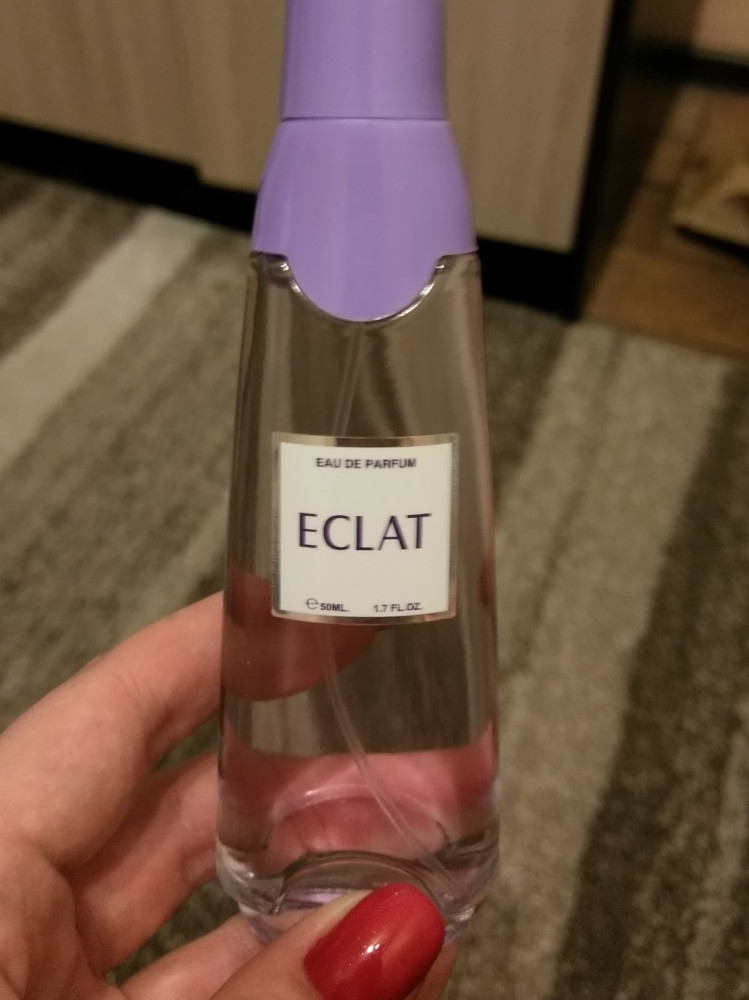 EAU DE PARFUM
ECLAT
℮ 50ML. 1.7 FL.OZ.